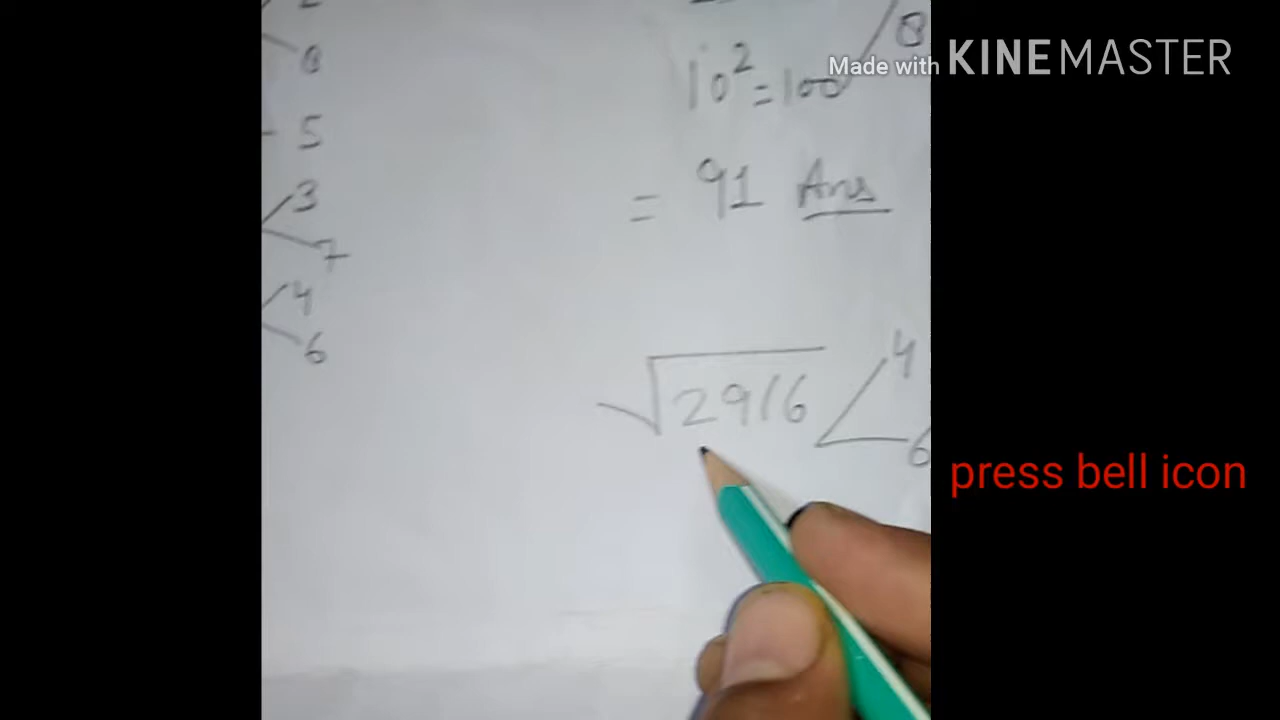 2
8
8
10² = 100
Made with KINEMASTER
5
= 91 Ans
3
7
4
6
√2916 4
6
press bell icon